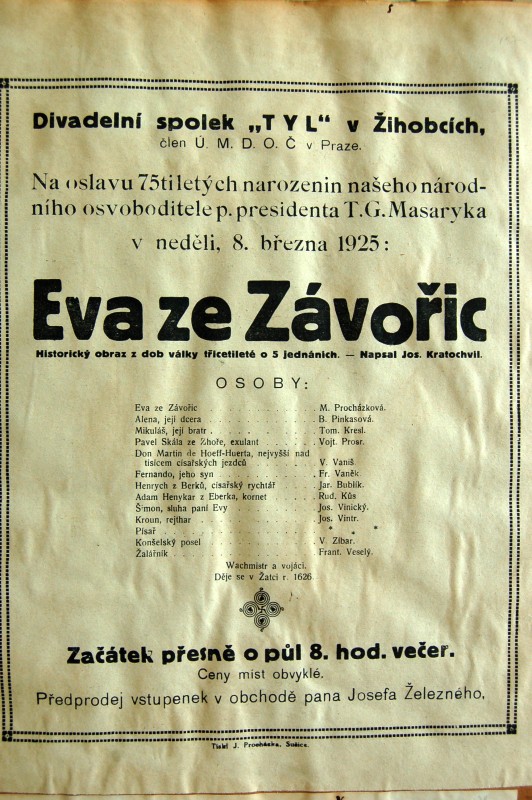 5
Divadelní spolek „TYL“ v Žihobcích,
člen Ú. M. D. O. Č v Praze.
Na oslavu 75tiletých narozenin našeho národ-
ního osvoboditele p. presidenta T. G. Masaryka
v neděli, 8. března 1925:
Eva ze Závořic
Historický obraz z dob války třicetileté o 5 jednáních. — Napsal Jos. Kratochvil.
OSOBY:
Eva ze Závořic . . . . . . . . . M. Procházková.
Alena, její dcera . . . . . . . . . B. Pinkasová.
Mikuláš, její bratr . . . . . . . . . Tom. Kresl.
Pavel Skála ze Zhoře, exulant . . . . . Vojt. Prosr.
Don Martin de Hoeff-Huerta, nejvyšší nad
tisícem císařských jezdců . . . . . V. Vaniš
Fernando, jeho syn . . . . . . . . Fr. Vaněk
Henrych z Berků, císařský rychtář . . . . Jar. Bublík.
Adam Henykar z Eberka, kornet . . . . Rud. Kůs
Šimon, sluha paní Evy . . . . . . . Jos. Vinický.
Kroun, rejthar . . . . . . . . . Jos. Vintr.
Písař . . . . . . . . . * * *
Konšelský posel . . . . . . . . V. Zíbar.
Žalářník . . . . . . . . . Frant. Veselý.
Wachmistr a vojáci.
Děje se v Žatci r. 1626
Začátek přesně o půl 8. hod. večer.
Ceny míst obvyklé.
Předprodej vstupenek v obchodě pana Josefa Železného,
Tiskl J. Procházka, Sušice.